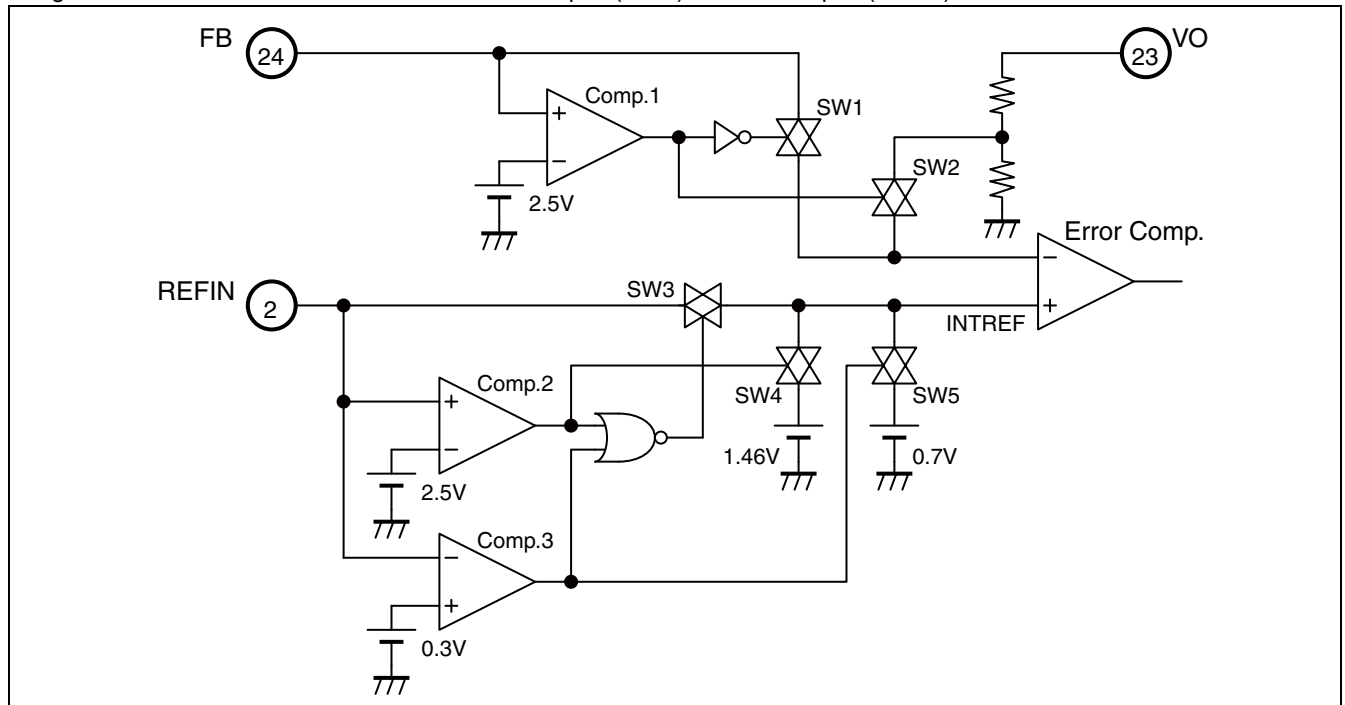 FB
24
Comp.1
+
−
2.5V
SW1
SW2
23
VO
Error Comp.
−
+
REFIN
2
SW3
INTREF
Comp.2
+
−
2.5V
SW4
1.46V
SW5
0.7V
Comp.3
−
+
0.3V